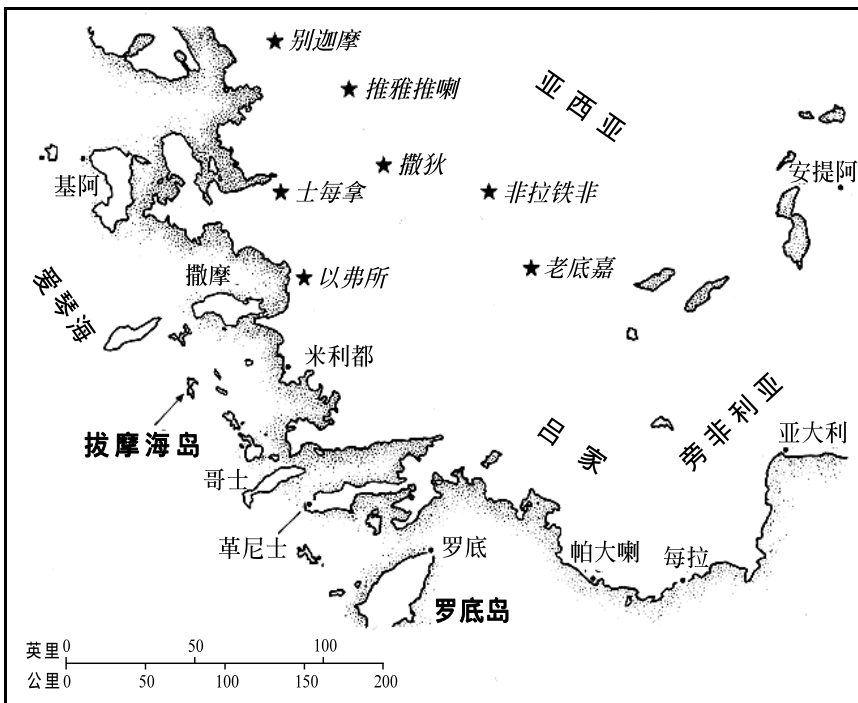 别迦摩
推雅推喇
亚西亚
撒狄
基阿
士每拿
非拉铁非
安提阿
撒摩
以弗所
老底嘉
爱琴海
米利都
拔摩海岛
吕家
旁非利亚
亚大利
哥士
革尼士
罗底
帕大喇
每拉
罗底岛
英里 0 50 100
公里 0 50 100 150 200